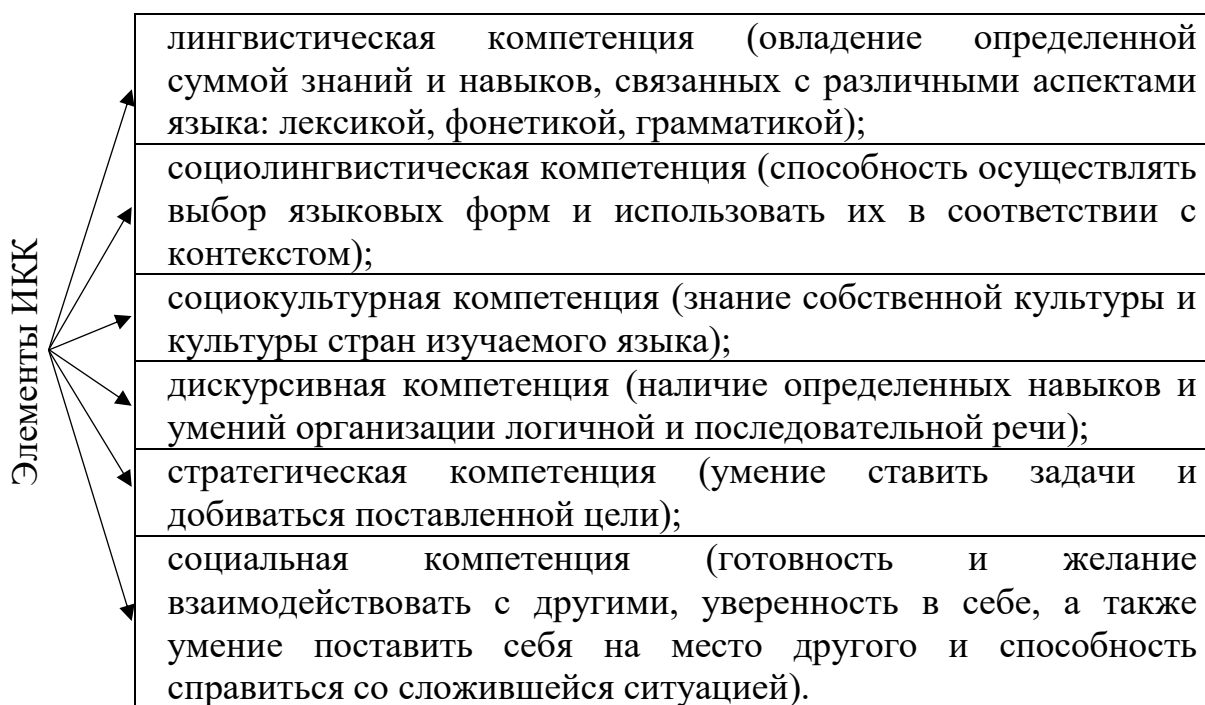 Элементы ИКК
лингвистическая компетенция (овладение определенной
суммой знаний и навыков, связанных с различными аспектами
языка: лексикой, фонетикой, грамматикой);
социолингвистическая компетенция (способность осуществлять
выбор языковых форм и использовать их в соответствии с
контекстом);
социокультурная компетенция (знание собственной культуры и
культуры стран изучаемого языка);
дискурсивная компетенция (наличие определенных навыков и
умений организации логичной и последовательной речи);
стратегическая компетенция (умение ставить задачи и
добиваться поставленной цели);
социальная компетенция (готовность и желание
взаимодействовать с другими, уверенность в себе, а также
умение поставить себя на место другого и способность
справиться со сложившейся ситуацией).